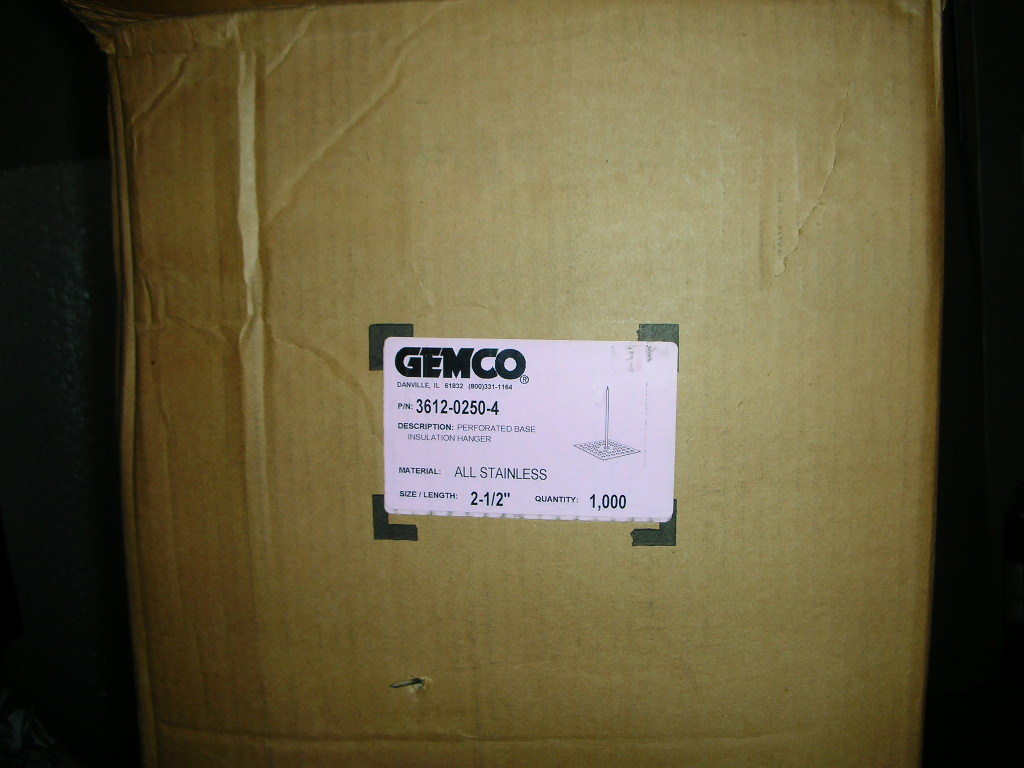 GEMCO®
DANVILLE, IL 61832 (800)331-1164
P/N: 3612-0250-4
DESCRIPTION: PERFORATED BASE
INSULATION HANGER
MATERIAL: ALL STAINLESS
SIZE / LENGTH: 2-1/2" QUANTITY: 1,000